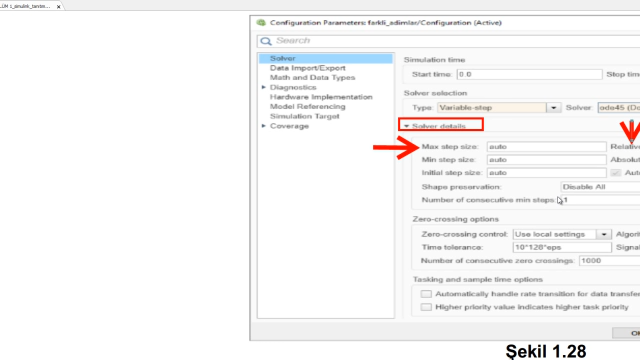 Configuration Parameters: farkli_adimlar/Configuration (Active)
Search
Solver
Data Import/Export
Math and Data Types
Diagnostics
Hardware Implementation
Model Referencing
Simulation Target
Coverage
Simulation time
Start time: 0.0
Stop time
Solver selection
Type: Variable-step
Solver: ode45 (Do
Solver details
Max step size: auto
Relative
Min step size: auto
Absolu
Initial step size: auto
Auto
Shape preservation: Disable All
Number of consecutive min steps: 1
Zero-crossing options
Zero-crossing control: Use local settings
Algorit
Time tolerance: 10*128*eps
Signal
Number of consecutive zero crossings: 1000
Tasking and sample time options
Automatically handle rate transition for data transfer
Higher priority value indicates higher task priority
OK
Şekil 1.28